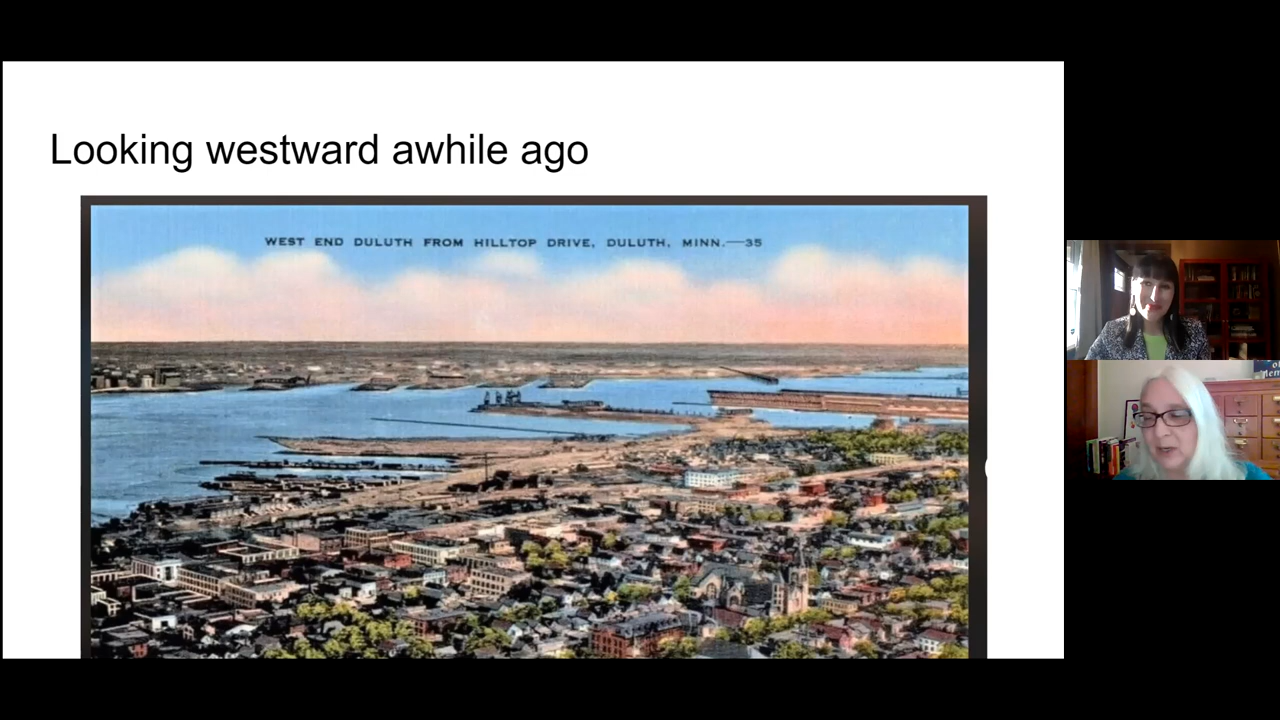 Looking westward awhile ago
WEST END DULUTH FROM HILLTOP DRIVE, DULUTH, MINN.—35